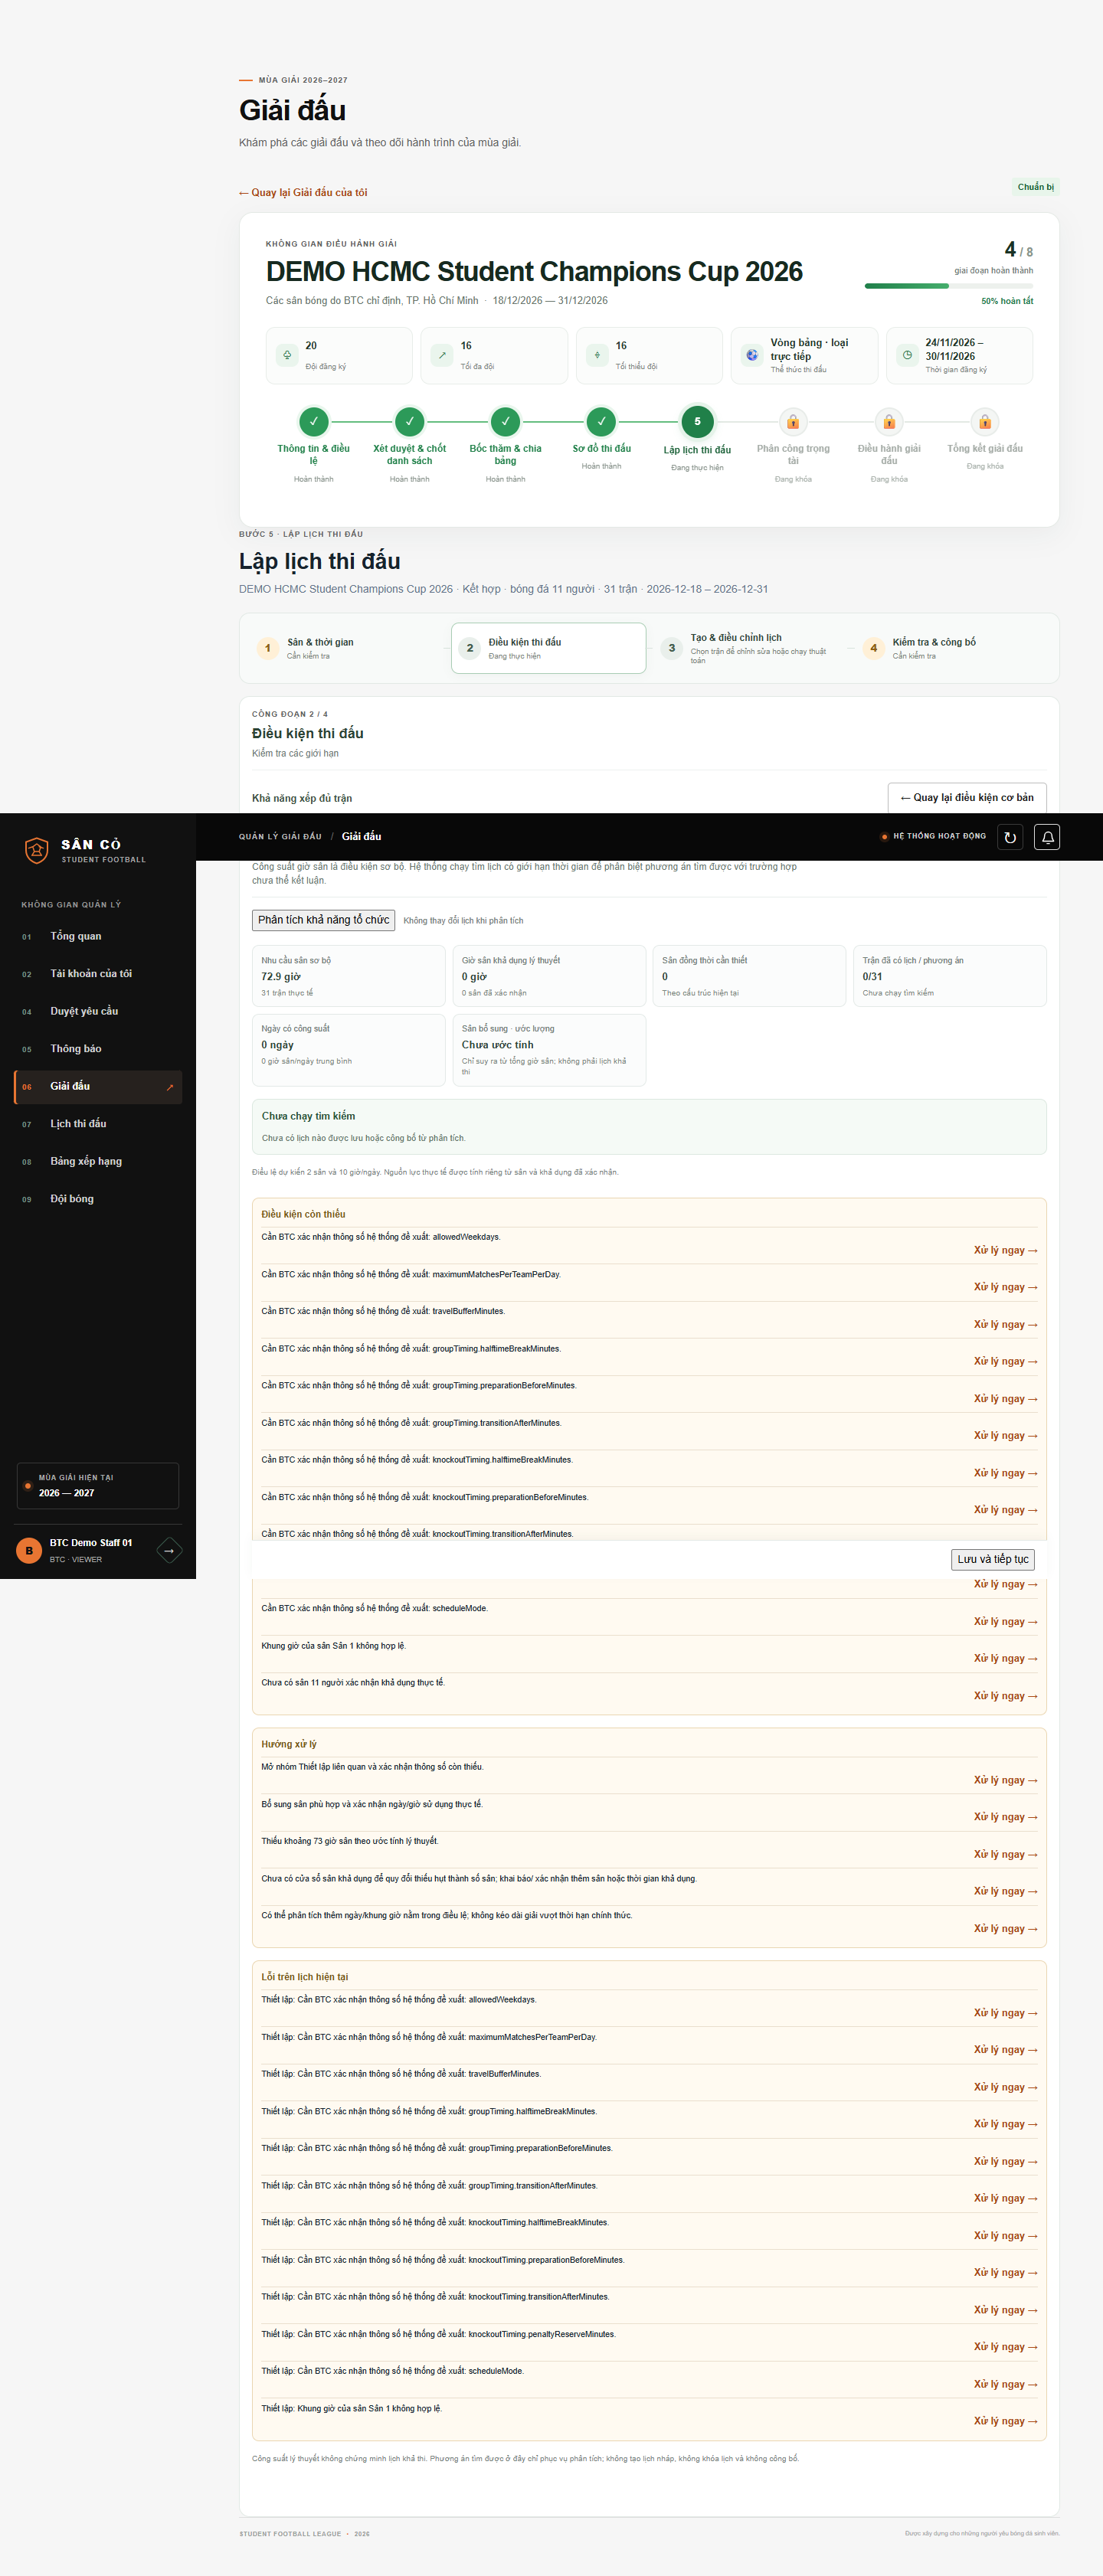 MÙA GIẢI 2026–2027
Giải đấu
Khám phá các giải đấu và theo dõi hành trình của mùa giải.
← Quay lại Giải đấu của tôi
Chuẩn bị
KHÔNG GIAN ĐIỀU HÀNH GIẢI
DEMO HCMC Student Champions Cup 2026
Các sân bóng do BTC chỉ định, TP. Hồ Chí Minh · 18/12/2026 — 31/12/2026
4 / 8
giai đoạn hoàn thành
50% hoàn tất
20
Đội đăng ký
16
Tối đa đội
16
Tối thiểu đội
Vòng bảng · loại
trực tiếp
Thể thức thi đấu
24/11/2026 –
30/11/2026
Thời gian đăng ký
✓
Thông tin & điều
lệ
Hoàn thành
✓
Xét duyệt & chốt
danh sách
Hoàn thành
✓
Bốc thăm & chia
bảng
Hoàn thành
✓
Sơ đồ thi đấu
Hoàn thành
5
Lập lịch thi đấu
Đang thực hiện
Phân công trọng
tài
Đang khóa
Điều hành giải
đấu
Đang khóa
Tổng kết giải đấu
Đang khóa
BƯỚC 5 · LẬP LỊCH THI ĐẤU
Lập lịch thi đấu
DEMO HCMC Student Champions Cup 2026 · Kết hợp · bóng đá 11 người · 31 trận · 2026-12-18 – 2026-12-31
1
Sân & thời gian
Cần kiểm tra
2
Điều kiện thi đấu
Đang thực hiện
3
Tạo & điều chỉnh lịch
Chọn trận để chỉnh sửa hoặc chạy thuật
toán
4
Kiểm tra & công bố
Cần kiểm tra
CÔNG ĐOẠN 2 / 4
Điều kiện thi đấu
Kiểm tra các giới hạn
Khả năng xếp đủ trận
← Quay lại điều kiện cơ bản
SÂN CỎ
STUDENT FOOTBALL
QUẢN LÝ GIẢI ĐẤU / Giải đấu
HỆ THỐNG HOẠT ĐỘNG
KHÔNG GIAN QUẢN LÝ
01 Tổng quan
02 Tài khoản của tôi
04 Duyệt yêu cầu
05 Thông báo
06 Giải đấu ↗
07 Lịch thi đấu
08 Bảng xếp hạng
09 Đội bóng
MÙA GIẢI HIỆN TẠI
2026 — 2027
B
BTC Demo Staff 01
BTC · VIEWER
→
Công suất giờ sân là điều kiện sơ bộ. Hệ thống chạy tìm lịch có giới hạn thời gian để phân biệt phương án tìm được với trường hợp
chưa thể kết luận.
Phân tích khả năng tổ chức
Không thay đổi lịch khi phân tích
Nhu cầu sân sơ bộ
72.9 giờ
31 trận thực tế
Giờ sân khả dụng lý thuyết
0 giờ
0 sân đã xác nhận
Sân đồng thời cần thiết
0
Theo cấu trúc hiện tại
Trận đã có lịch / phương án
0/31
Chưa chạy tìm kiếm
Ngày có công suất
0 ngày
0 giờ sân/ngày trung bình
Sân bổ sung · ước lượng
Chưa ước tính
Chỉ suy ra từ tổng giờ sân; không phải lịch khả
thi
Chưa chạy tìm kiếm
Chưa có lịch nào được lưu hoặc công bố từ phân tích.
Điều lệ dự kiến 2 sân và 10 giờ/ngày. Nguồn lực thực tế được tính riêng từ sân và khả dụng đã xác nhận.
Điều kiện còn thiếu
Cần BTC xác nhận thông số hệ thống đề xuất: allowedWeekdays.
Xử lý ngay →
Cần BTC xác nhận thông số hệ thống đề xuất: maximumMatchesPerTeamPerDay.
Xử lý ngay →
Cần BTC xác nhận thông số hệ thống đề xuất: travelBufferMinutes.
Xử lý ngay →
Cần BTC xác nhận thông số hệ thống đề xuất: groupTiming.halftimeBreakMinutes.
Xử lý ngay →
Cần BTC xác nhận thông số hệ thống đề xuất: groupTiming.preparationBeforeMinutes.
Xử lý ngay →
Cần BTC xác nhận thông số hệ thống đề xuất: groupTiming.transitionAfterMinutes.
Xử lý ngay →
Cần BTC xác nhận thông số hệ thống đề xuất: knockoutTiming.halftimeBreakMinutes.
Xử lý ngay →
Cần BTC xác nhận thông số hệ thống đề xuất: knockoutTiming.preparationBeforeMinutes.
Xử lý ngay →
Cần BTC xác nhận thông số hệ thống đề xuất: knockoutTiming.transitionAfterMinutes.
Lưu và tiếp tục
Xử lý ngay →
Cần BTC xác nhận thông số hệ thống đề xuất: scheduleMode.
Xử lý ngay →
Khung giờ của sân Sân 1 không hợp lệ.
Xử lý ngay →
Chưa có sân 11 người xác nhận khả dụng thực tế.
Xử lý ngay →
Hướng xử lý
Mở nhóm Thiết lập liên quan và xác nhận thông số còn thiếu.
Xử lý ngay →
Bổ sung sân phù hợp và xác nhận ngày/giờ sử dụng thực tế.
Xử lý ngay →
Thiếu khoảng 73 giờ sân theo ước tính lý thuyết.
Xử lý ngay →
Chưa có cửa sổ sân khả dụng để quy đổi thiếu hụt thành số sân; khai báo/ xác nhận thêm sân hoặc thời gian khả dụng.
Xử lý ngay →
Có thể phân tích thêm ngày/khung giờ nằm trong điều lệ; không kéo dài giải vượt thời hạn chính thức.
Xử lý ngay →
Lỗi trên lịch hiện tại
Thiết lập: Cần BTC xác nhận thông số hệ thống đề xuất: allowedWeekdays.
Xử lý ngay →
Thiết lập: Cần BTC xác nhận thông số hệ thống đề xuất: maximumMatchesPerTeamPerDay.
Xử lý ngay →
Thiết lập: Cần BTC xác nhận thông số hệ thống đề xuất: travelBufferMinutes.
Xử lý ngay →
Thiết lập: Cần BTC xác nhận thông số hệ thống đề xuất: groupTiming.halftimeBreakMinutes.
Xử lý ngay →
Thiết lập: Cần BTC xác nhận thông số hệ thống đề xuất: groupTiming.preparationBeforeMinutes.
Xử lý ngay →
Thiết lập: Cần BTC xác nhận thông số hệ thống đề xuất: groupTiming.transitionAfterMinutes.
Xử lý ngay →
Thiết lập: Cần BTC xác nhận thông số hệ thống đề xuất: knockoutTiming.halftimeBreakMinutes.
Xử lý ngay →
Thiết lập: Cần BTC xác nhận thông số hệ thống đề xuất: knockoutTiming.preparationBeforeMinutes.
Xử lý ngay →
Thiết lập: Cần BTC xác nhận thông số hệ thống đề xuất: knockoutTiming.transitionAfterMinutes.
Xử lý ngay →
Thiết lập: Cần BTC xác nhận thông số hệ thống đề xuất: knockoutTiming.penaltyReserveMinutes.
Xử lý ngay →
Thiết lập: Cần BTC xác nhận thông số hệ thống đề xuất: scheduleMode.
Xử lý ngay →
Thiết lập: Khung giờ của sân Sân 1 không hợp lệ.
Xử lý ngay →
Công suất lý thuyết không chứng minh lịch khả thi. Phương án tìm được ở đây chỉ phục vụ phân tích; không tạo lịch nháp, không khóa lịch và không công bố.
STUDENT FOOTBALL LEAGUE • 2026
Được xây dựng cho những người yêu bóng đá sinh viên.